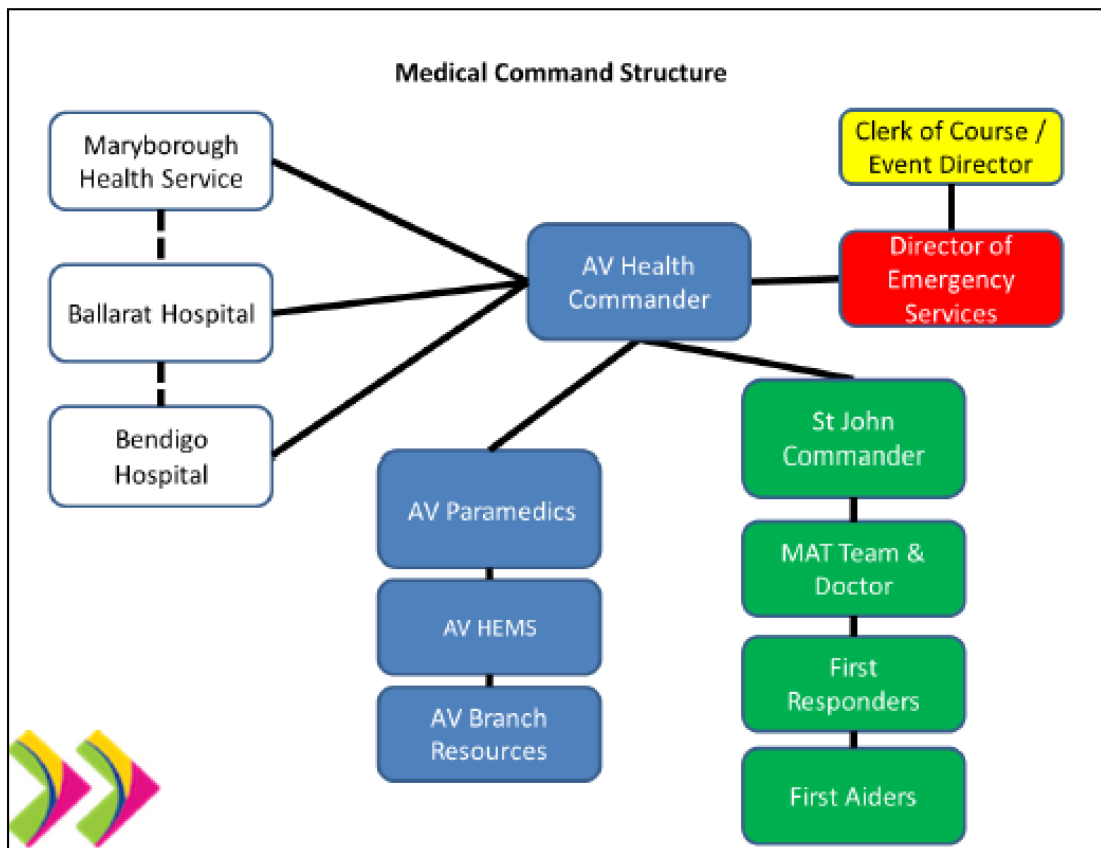 Medical Command Structure
Maryborough
Health Service
Ballarat Hospital
Bendigo
Hospital
AV Health
Commander
Clerk of Course /
Event Director
Director of
Emergency
Services
AV Paramedics
AV HEMS
AV Branch
Resources
St John
Commander
MAT Team &
Doctor
First
Responders
First Aiders